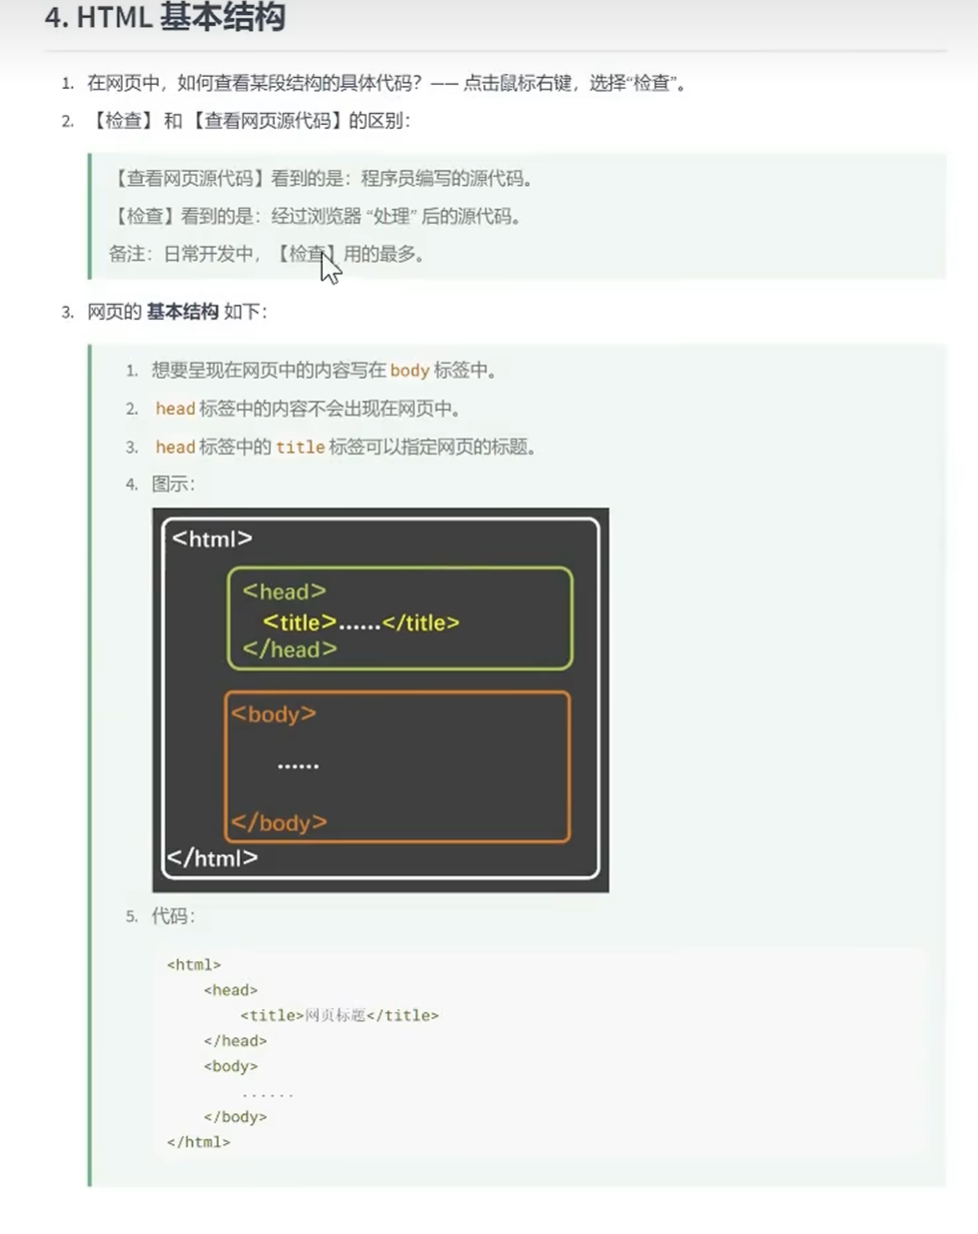 4. HTML 基本结构
1. 在网页中，如何查看某段结构的具体代码？—— 点击鼠标右键，选择“检查”。
2. 【检查】 和 【查看网页源代码】的区别：
【查看网页源代码】看到的是：程序员编写的源代码。
【检查】看到的是：经过浏览器 “处理” 后的源代码。
备注：日常开发中，【检查】用的最多。
3. 网页的 基本结构 如下：
1. 想要呈现在网页中的内容写在 body 标签中。
2. head 标签中的内容不会出现在网页中。
3. head 标签中的 title 标签可以指定网页的标题。
4. 图示：
<html>
<head>
<title>......</title>
</head>
<body>
......
</body>
</html>
5. 代码：
<html>
<head>
<title>网页标题</title>
</head>
<body>
......
</body>
</html>